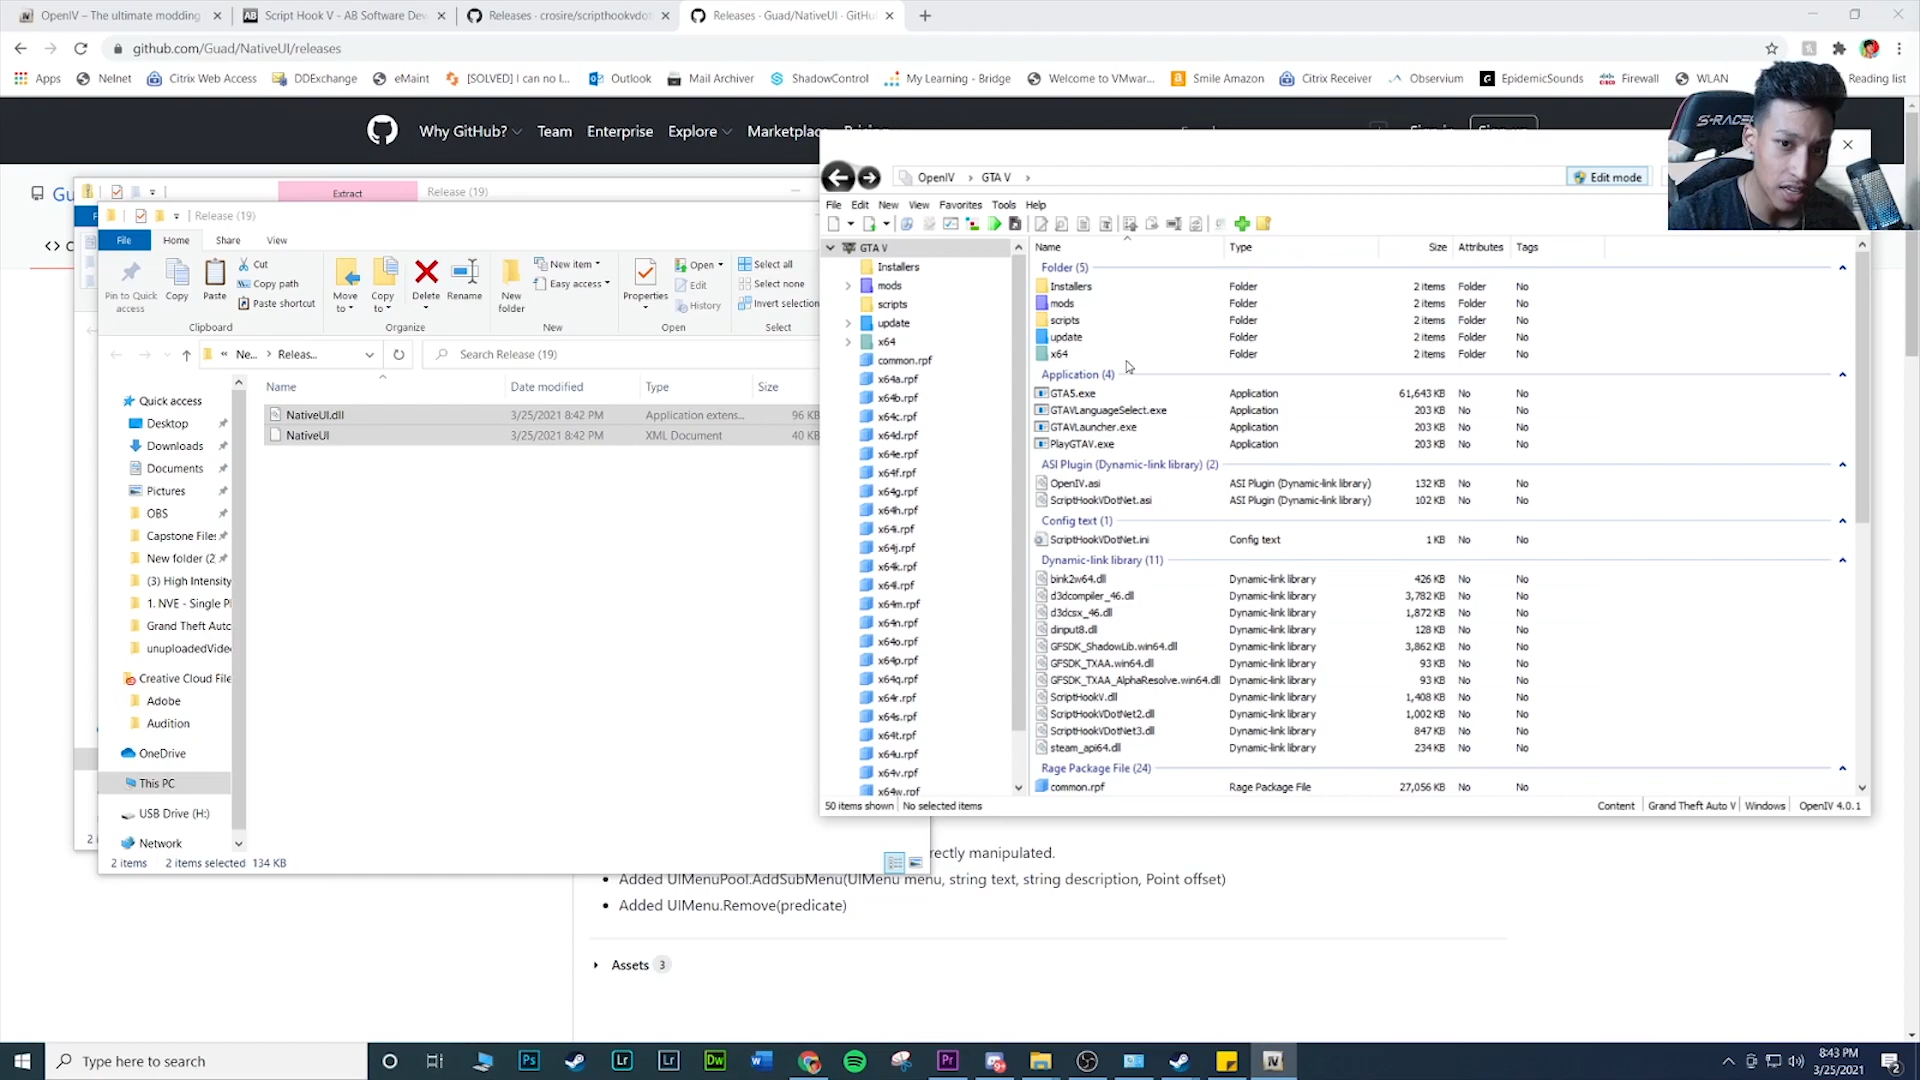 OpenIV – The ultimate modding
Script Hook V - AB Software Dev
Releases · crosire/scripthookvdot
Releases · Guad/NativeUI · GitHu
github.com/Guad/NativeUI/releases
Apps
Nelnet
Citrix Web Access
DDExchange
eMaint
[SOLVED] I can no l...
Outlook
Mail Archiver
ShadowControl
My Learning - Bridge
Welcome to VMwar...
Smile Amazon
Citrix Receiver
Observium
EpidemicSounds
Firewall
WLAN
Reading list
Why GitHub?
Team
Enterprise
Explore
Marketplace
S-RACER
Gu
Extract
Release (19)
Release (19)
File
Home
Share
View
Pin to Quick access
Copy
Paste
Cut
Copy path
Paste shortcut
Clipboard
Move to
Copy to
Delete
Rename
Organize
New folder
New item
Easy access
New
Properties
Open
Edit
History
Open
Select all
Select none
Invert selection
Select
Ne...
Releas...
Search Release (19)
Name
Date modified
Type
Size
NativeUI.dll 3/25/2021 8:42 PM Application extens... 96 KB
NativeUI 3/25/2021 8:42 PM XML Document 40 KB
Quick access
Desktop
Downloads
Documents
Pictures
OBS
Capstone Files
New folder (2
(3) High Intensity
1. NVE - Single Pl
Grand Theft Auto
unuploadedVideo
Creative Cloud File
Adobe
Audition
OneDrive
This PC
USB Drive (H:)
Network
2 items
2 items selected 134 KB
OpenIV
GTA V
Edit mode
File
Edit
New
View
Favorites
Tools
Help
GTA V
Installers
mods
scripts
update
x64
common.rpf
x64a.rpf
x64b.rpf
x64c.rpf
x64d.rpf
x64e.rpf
x64f.rpf
x64g.rpf
x64h.rpf
x64i.rpf
x64j.rpf
x64k.rpf
x64l.rpf
x64m.rpf
x64n.rpf
x64o.rpf
x64p.rpf
x64q.rpf
x64r.rpf
x64s.rpf
x64t.rpf
x64u.rpf
x64v.rpf
x64w.rpf
Name Type Size Attributes Tags
Folder (5)
Installers Folder 2 items Folder No
mods Folder 2 items Folder No
scripts Folder 2 items Folder No
update Folder 2 items Folder No
x64 Folder 2 items Folder No
Application (4)
GTA5.exe Application 61,643 KB No No
GTAVLanguageSelect.exe Application 203 KB No No
GTAVLauncher.exe Application 203 KB No No
PlayGTAV.exe Application 203 KB No No
ASI Plugin (Dynamic-link library) (2)
OpenIV.asi ASI Plugin (Dynamic-link library) 132 KB No No
ScriptHookVDotNet.asi ASI Plugin (Dynamic-link library) 102 KB No No
Config text (1)
ScriptHookVDotNet.ini Config text 1 KB No No
Dynamic-link library (11)
bink2w64.dll Dynamic-link library 426 KB No No
d3dcompiler_46.dll Dynamic-link library 3,782 KB No No
d3dcsx_46.dll Dynamic-link library 1,872 KB No No
dinput8.dll Dynamic-link library 128 KB No No
GFSDK_ShadowLib.win64.dll Dynamic-link library 3,862 KB No No
GFSDK_TXAA.win64.dll Dynamic-link library 93 KB No No
GFSDK_TXAA_AlphaResolve.win64.dll Dynamic-link library 93 KB No No
ScriptHookV.dll Dynamic-link library 1,408 KB No No
ScriptHookVDotNet2.dll Dynamic-link library 1,002 KB No No
ScriptHookVDotNet3.dll Dynamic-link library 847 KB No No
steam_api64.dll Dynamic-link library 234 KB No No
Rage Package File (24)
common.rpf Rage Package File 27,056 KB No No
50 items shown
No selected items
Content
Grand Theft Auto V
Windows
OpenIV 4.0.1
rectly manipulated.
• Added UIMenuPool.AddSubMenu(UIMenu menu, string text, string description, Point offset)
• Added UIMenu.Remove(predicate)
Assets 3
Type here to search
8:43 PM
3/25/2021